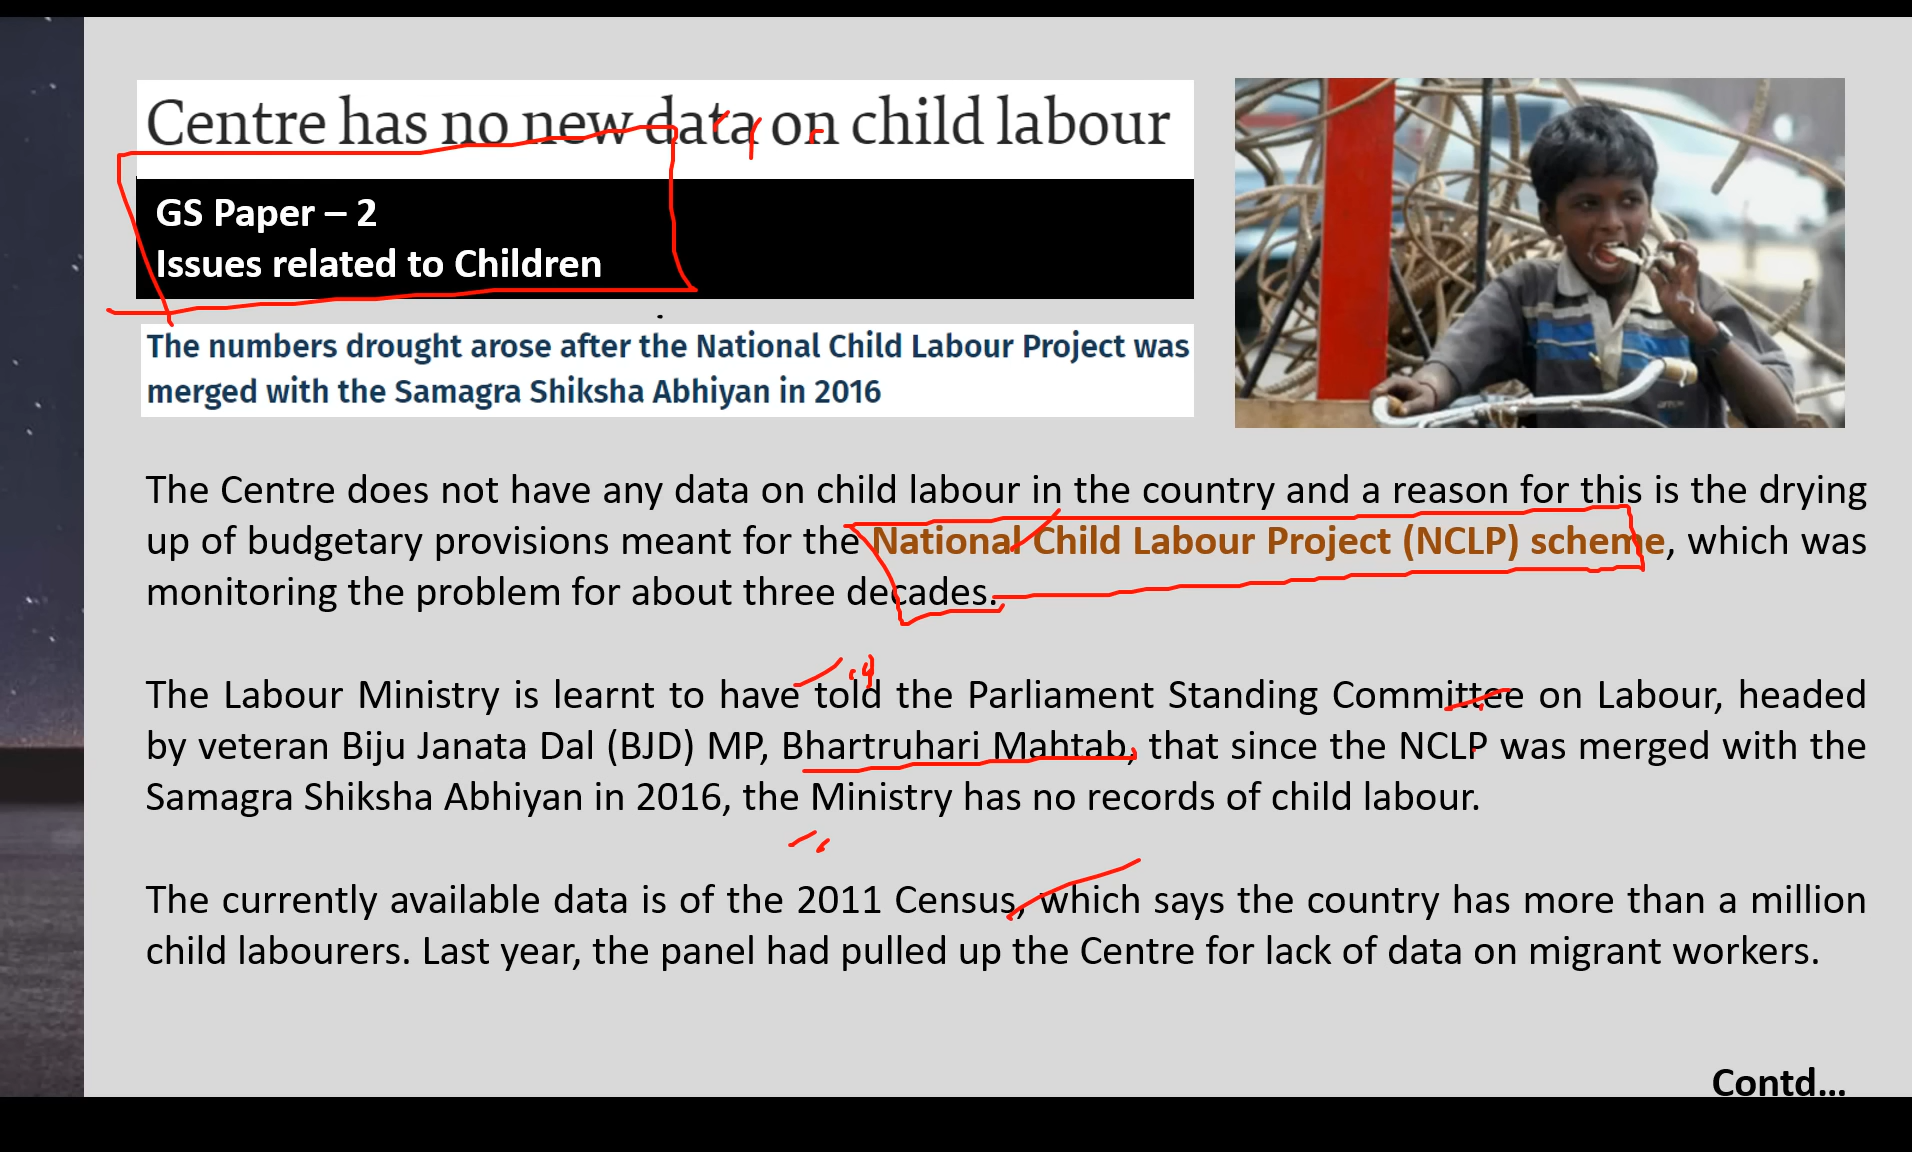 Centre has no new data on child labour
GS Paper – 2
Issues related to Children
The numbers drought arose after the National Child Labour Project was
merged with the Samagra Shiksha Abhiyan in 2016
The Centre does not have any data on child labour in the country and a reason for this is the drying
up of budgetary provisions meant for the National Child Labour Project (NCLP) scheme, which was
monitoring the problem for about three decades.
The Labour Ministry is learnt to have told the Parliament Standing Committee on Labour, headed
by veteran Biju Janata Dal (BJD) MP, Bhartruhari Mahtab, that since the NCLP was merged with the
Samagra Shiksha Abhiyan in 2016, the Ministry has no records of child labour.
The currently available data is of the 2011 Census, which says the country has more than a million
child labourers. Last year, the panel had pulled up the Centre for lack of data on migrant workers.
Contd...